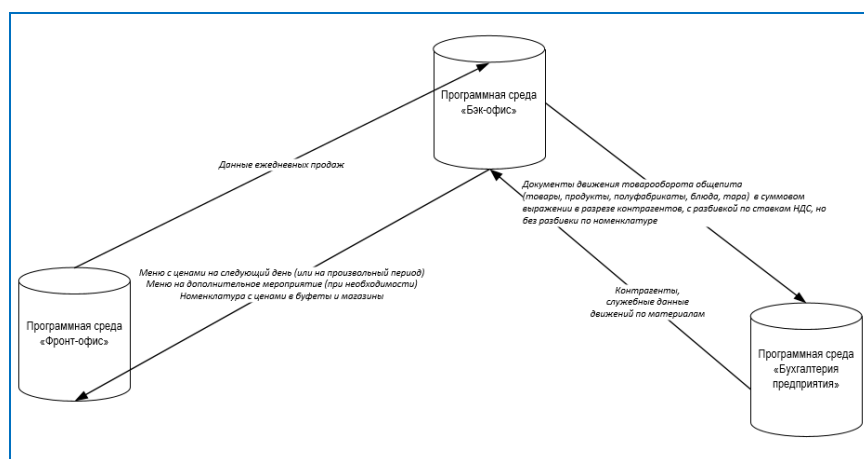 Программная среда
«Бэк-офис»
Данные ежедневных продаж
Документы движения товарооборота общепита
(товары, продукты, полуфабрикаты, блюда, тара) в суммовом
выражении в разрезе контрагентов, с разбивкой по ставкам НДС, но
без разбивки по номенклатуре
Меню с ценами на следующий день (или на произвольный период)
Меню на дополнительное мероприятие (при необходимости)
Номенклатура с ценами в буфеты и магазины
Контрагенты,
служебные данные
движений по материалам
Программная среда
«Фронт-офис»
Программная среда
«Бухгалтерия
предприятия»